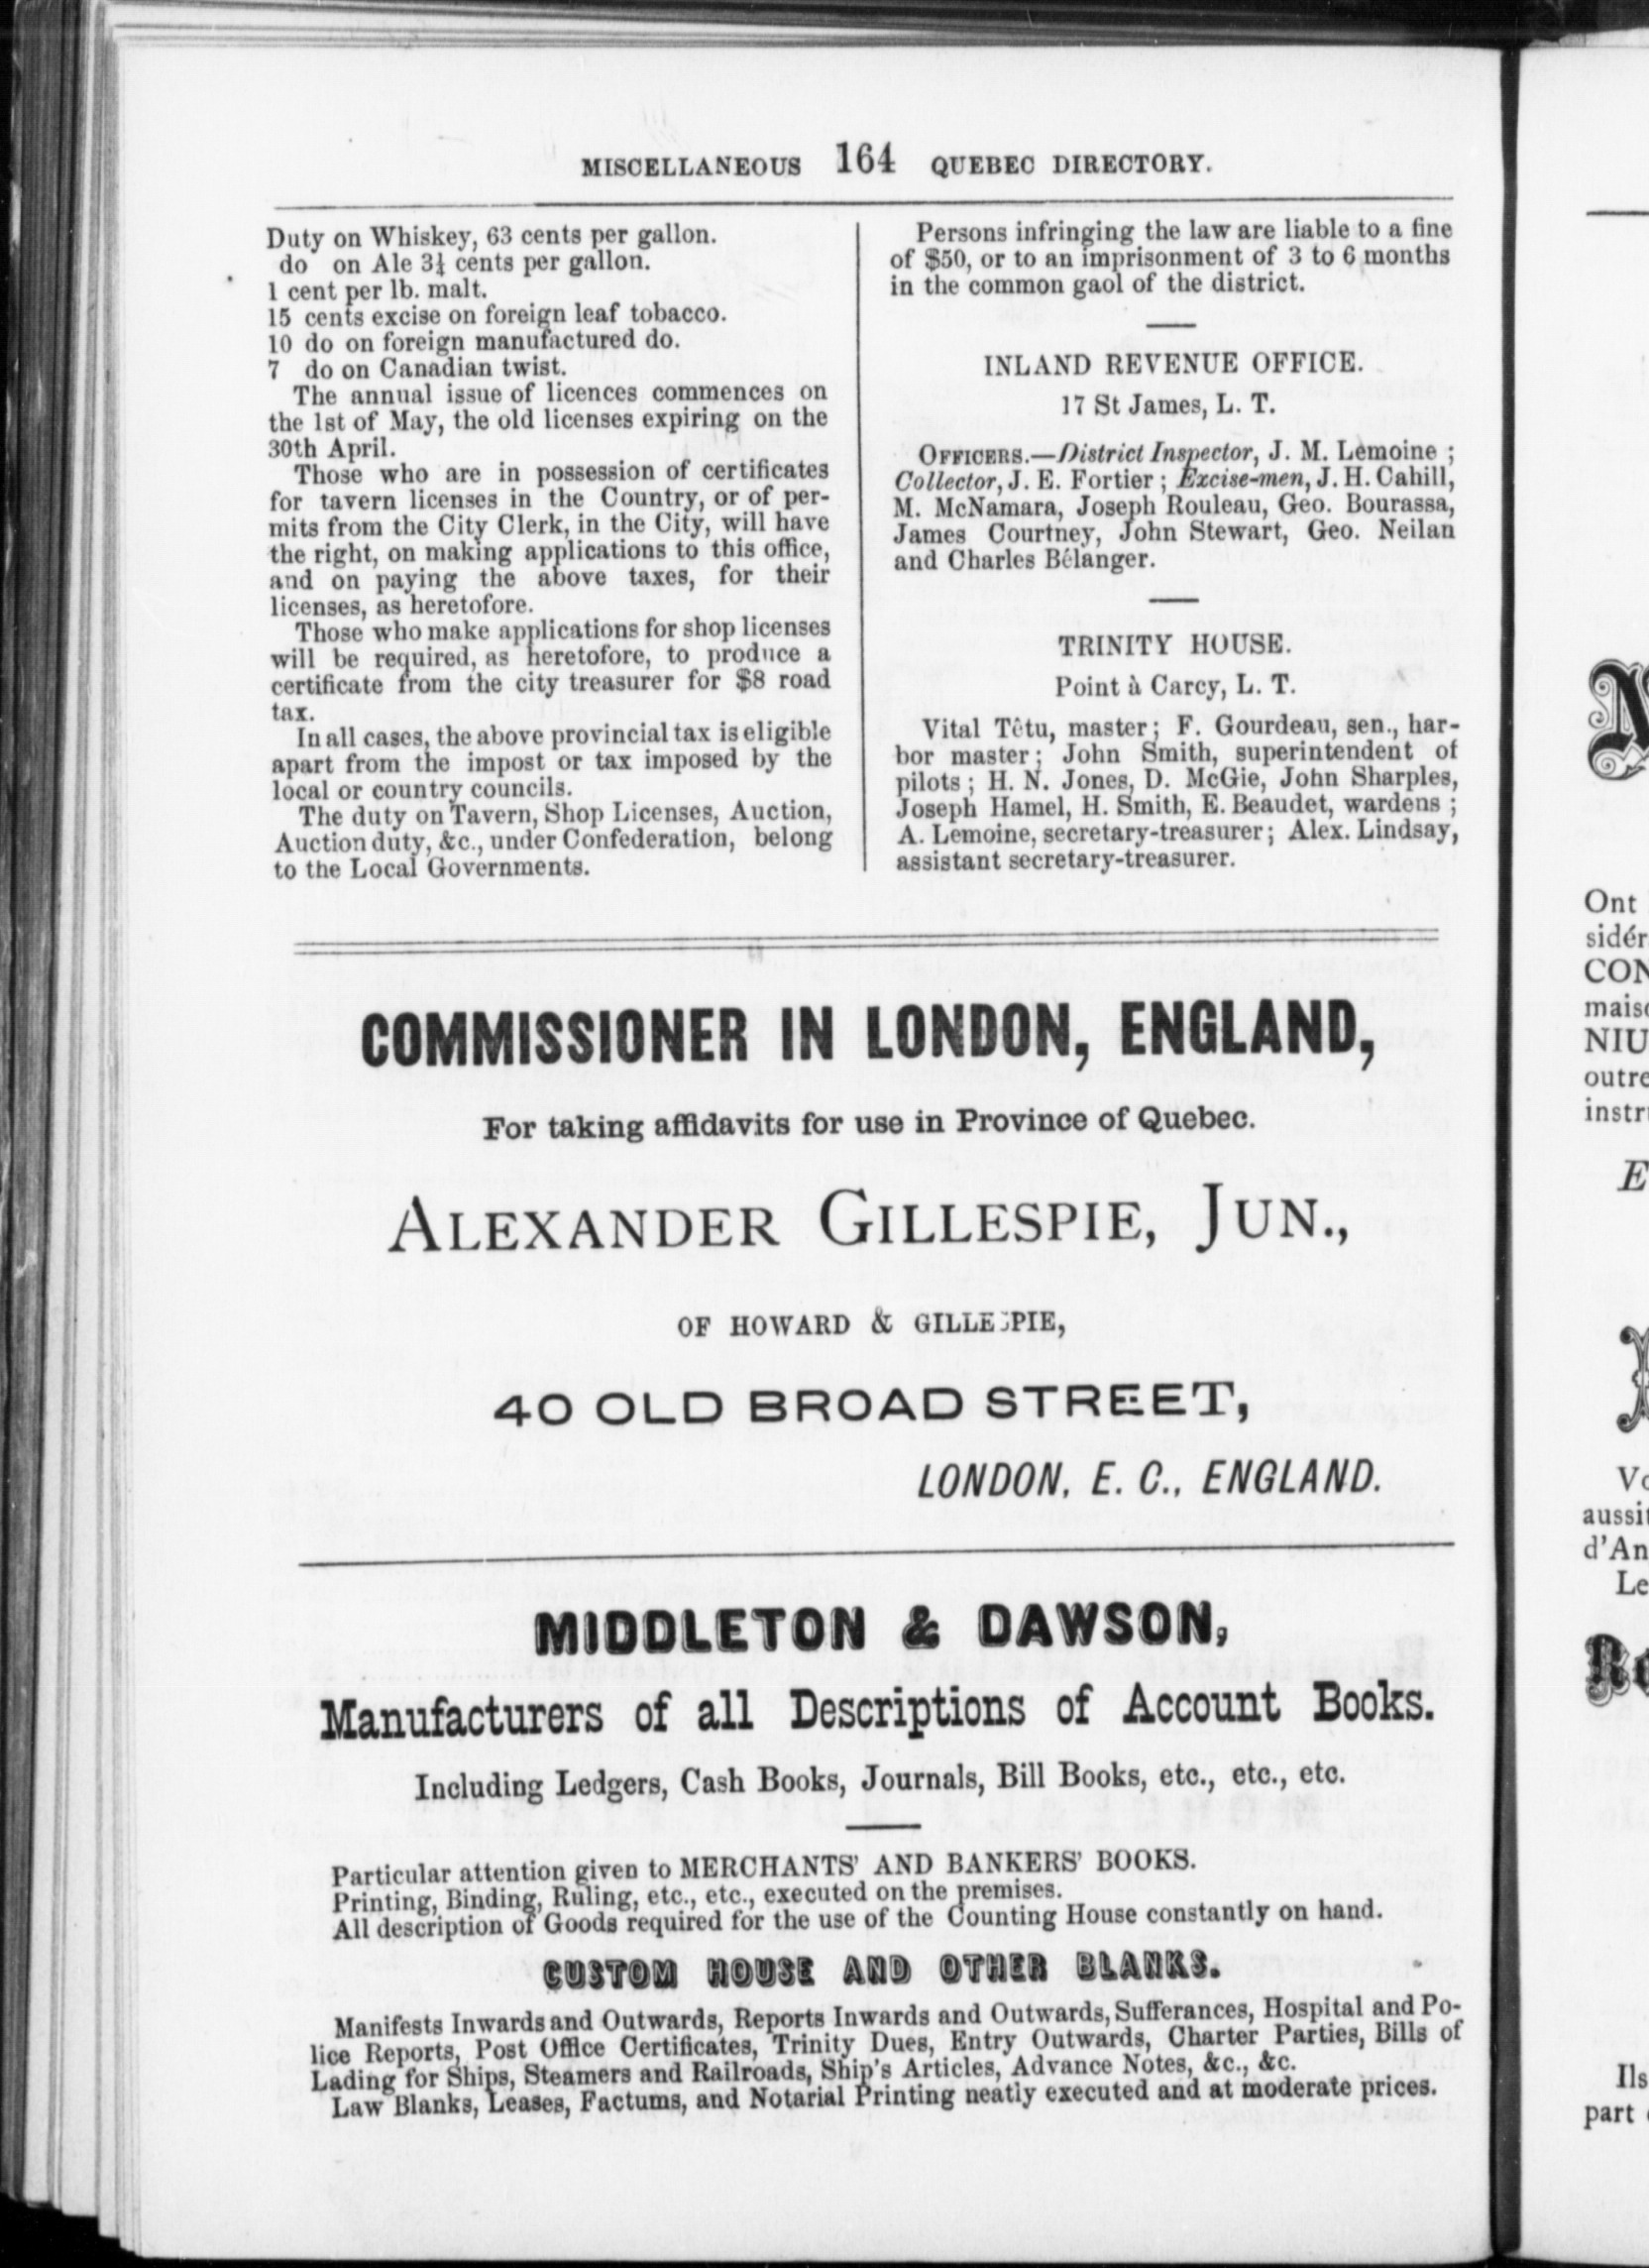 MISCELLANEOUS 164 QUEBEC DIRECTORY.
Duty on Whiskey, 63 cents per gallon.
do on Ale 3½ cents per gallon.
1 cent per lb. malt.
15 cents excise on foreign leaf tobacco.
10 do on foreign manufactured do.
7 do on Canadian twist.
The annual issue of licences commences on
the 1st of May, the old licenses expiring on the
30th April.
Those who are in possession of certificates
for tavern licenses in the Country, or of per-
mits from the City Clerk, in the City, will have
the right, on making applications to this office,
and on paying the above taxes, for their
licenses, as heretofore.
Those who make applications for shop licenses
will be required, as heretofore, to produce a
certificate from the city treasurer for $8 road
tax.
In all cases, the above provincial tax is eligible
apart from the impost or tax imposed by the
local or country councils.
The duty on Tavern, Shop Licenses, Auction,
Auction duty, &c., under Confederation, belong
to the Local Governments.
Persons infringing the law are liable to a fine
of $50, or to an imprisonment of 3 to 6 months
in the common gaol of the district.
INLAND REVENUE OFFICE.
17 St James, L. T.
OFFICERS.—District Inspector, J. M. Lemoine ;
Collector, J. E. Fortier ; Excise-men, J. H. Cahill,
M. McNamara, Joseph Rouleau, Geo. Bourassa,
James Courtney, John Stewart, Geo. Neilan
and Charles Bélanger.
TRINITY HOUSE.
Point à Carcy, L. T.
Vital Têtu, master; F. Gourdeau, sen., har-
bor master; John Smith, superintendent of
pilots ; H. N. Jones, D. McGie, John Sharples,
Joseph Hamel, H. Smith, E. Beaudet, wardens ;
A. Lemoine, secretary-treasurer; Alex. Lindsay,
assistant secretary-treasurer.
COMMISSIONER IN LONDON, ENGLAND,
For taking affidavits for use in Province of Quebec.
ALEXANDER GILLESPIE, JUN.,
OF HOWARD & GILLESPIE,
40 OLD BROAD STREET,
LONDON, E. C., ENGLAND.
MIDDLETON & DAWSON,
Manufacturers of all Descriptions of Account Books.
Including Ledgers, Cash Books, Journals, Bill Books, etc., etc., etc.
Particular attention given to MERCHANTS' AND BANKERS' BOOKS.
Printing, Binding, Ruling, etc., etc., executed on the premises.
All description of Goods required for the use of the Counting House constantly on hand.
CUSTOM HOUSE AND OTHER BLANKS.
Manifests Inwards and Outwards, Reports Inwards and Outwards, Sufferances, Hospital and Po-
lice Reports, Post Office Certificates, Trinity Dues, Entry Outwards, Charter Parties, Bills of
Lading for Ships, Steamers and Railroads, Ship's Articles, Advance Notes, &c., &c.
Law Blanks, Leases, Factums, and Notarial Printing neatly executed and at moderate prices.
Ont
sidér
CON
NIU
outre
instr
E
aussi
d'An
Le
Ils
part